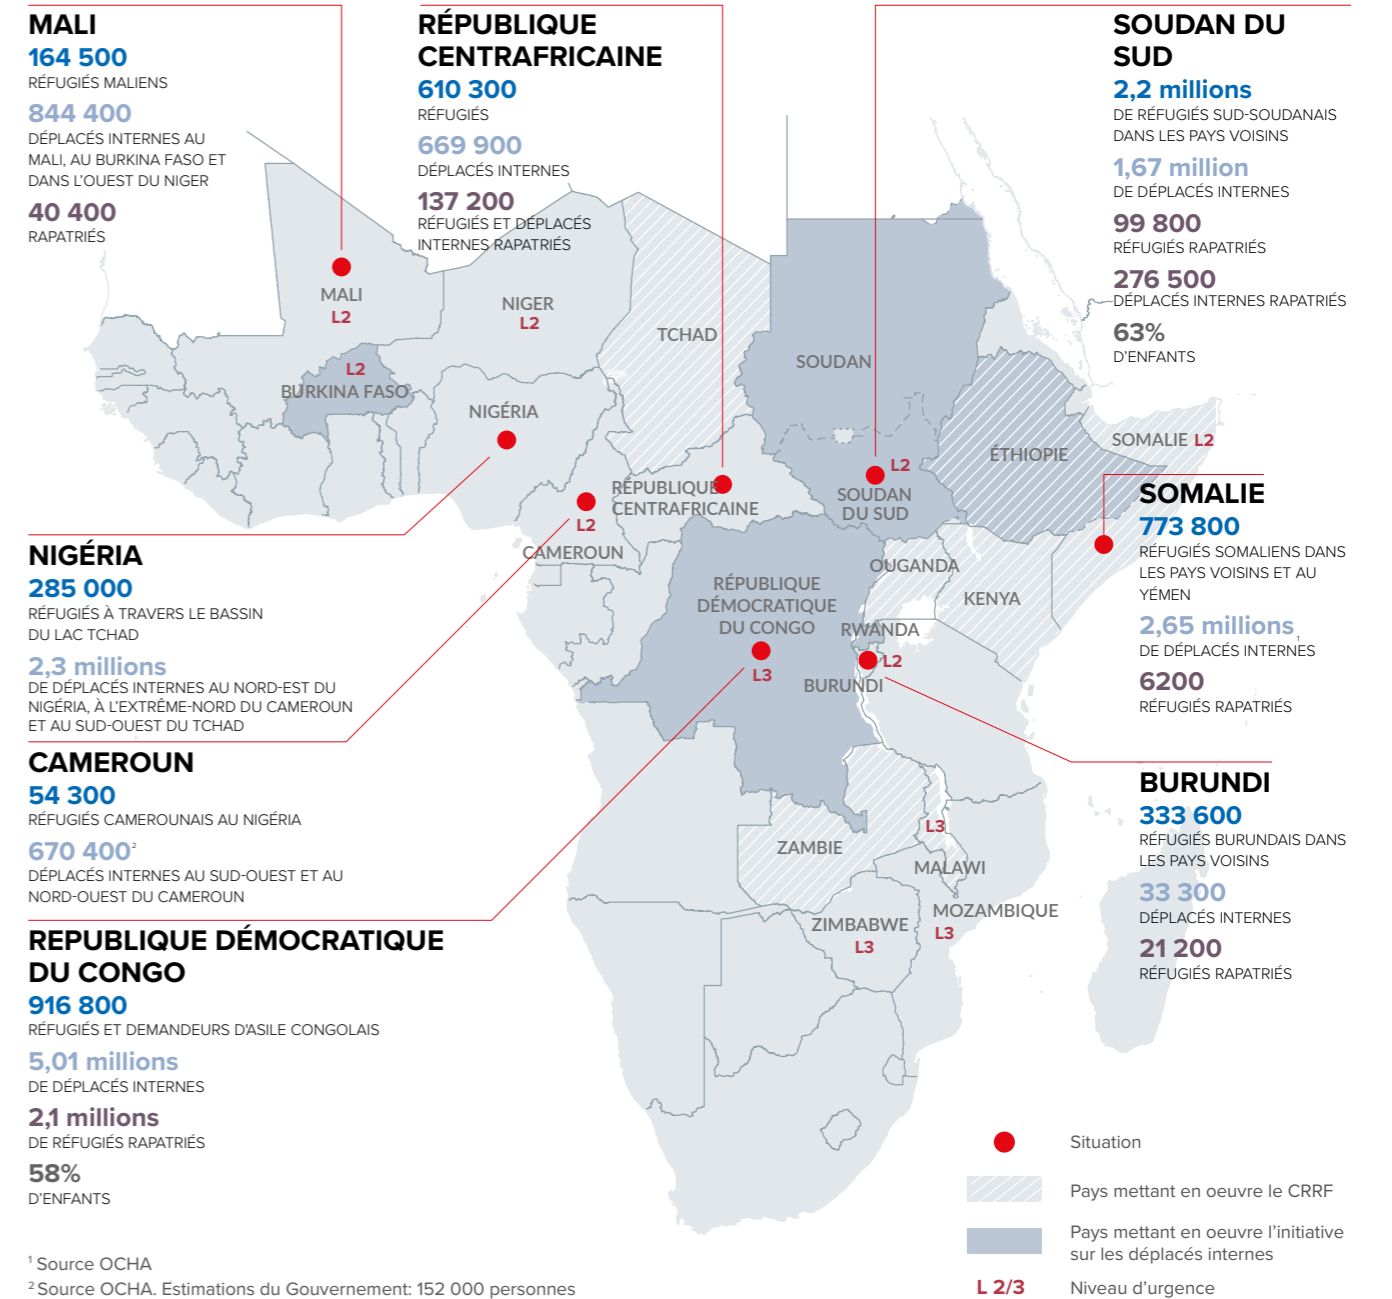 MALI
164 500
RÉFUGIÉS MALIENS
844 400
DÉPLACÉS INTERNES AU
MALI, AU BURKINA FASO ET
DANS L'OUEST DU NIGER
40 400
RAPATRIÉS
RÉPUBLIQUE
CENTRAFRICAINE
610 300
RÉFUGIÉS
669 900
DÉPLACÉS INTERNES
137 200
RÉFUGIÉS ET DÉPLACÉS
INTERNES RAPATRIÉS
SOUDAN DU
SUD
2,2 millions
DE RÉFUGIÉS SUD-SOUDANAIS
DANS LES PAYS VOISINS
1,67 million
DE DÉPLACÉS INTERNES
99 800
RÉFUGIÉS RAPATRIÉS
276 500
DÉPLACÉS INTERNES RAPATRIÉS
63%
D'ENFANTS
MALI
L2
NIGER
L2
TCHAD
SOUDAN
L2
BURKINA FASO
NIGÉRIA
ÉTHIOPIE
SOMALIE L2
L2
SOUDAN
DU SUD
RÉPUBLIQUE
CENTRAFRICAINE
L2
CAMEROUN
OUGANDA
KENYA
RÉPUBLIQUE
DÉMOCRATIQUE
DU CONGO
L3
RWANDA
L2
BURUNDI
ZAMBIE
L3
MALAWI
ZIMBABWE
L3
MOZAMBIQUE
L3
SOMALIE
773 800
RÉFUGIÉS SOMALIENS DANS
LES PAYS VOISINS ET AU
YÉMEN
2,65 millions
DE DÉPLACÉS INTERNES¹
6200
RÉFUGIÉS RAPATRIÉS
NIGÉRIA
285 000
RÉFUGIÉS À TRAVERS LE BASSIN
DU LAC TCHAD
2,3 millions
DE DÉPLACÉS INTERNES AU NORD-EST DU
NIGÉRIA, À L'EXTRÊME-NORD DU CAMEROUN
ET AU SUD-OUEST DU TCHAD
CAMEROUN
54 300
RÉFUGIÉS CAMEROUNAIS AU NIGÉRIA
670 400²
DÉPLACÉS INTERNES AU SUD-OUEST ET AU
NORD-OUEST DU CAMEROUN
BURUNDI
333 600
RÉFUGIÉS BURUNDAIS DANS
LES PAYS VOISINS
33 300
DÉPLACÉS INTERNES
21 200
RÉFUGIÉS RAPATRIÉS
REPUBLIQUE DÉMOCRATIQUE
DU CONGO
916 800
RÉFUGIÉS ET DEMANDEURS D'ASILE CONGOLAIS
5,01 millions
DE DÉPLACÉS INTERNES
2,1 millions
DE RÉFUGIÉS RAPATRIÉS
58%
D'ENFANTS
Situation
Pays mettant en oeuvre le CRRF
Pays mettant en oeuvre l'initiative
sur les déplacés internes
L 2/3 Niveau d'urgence
¹ Source OCHA
² Source OCHA. Estimations du Gouvernement: 152 000 personnes